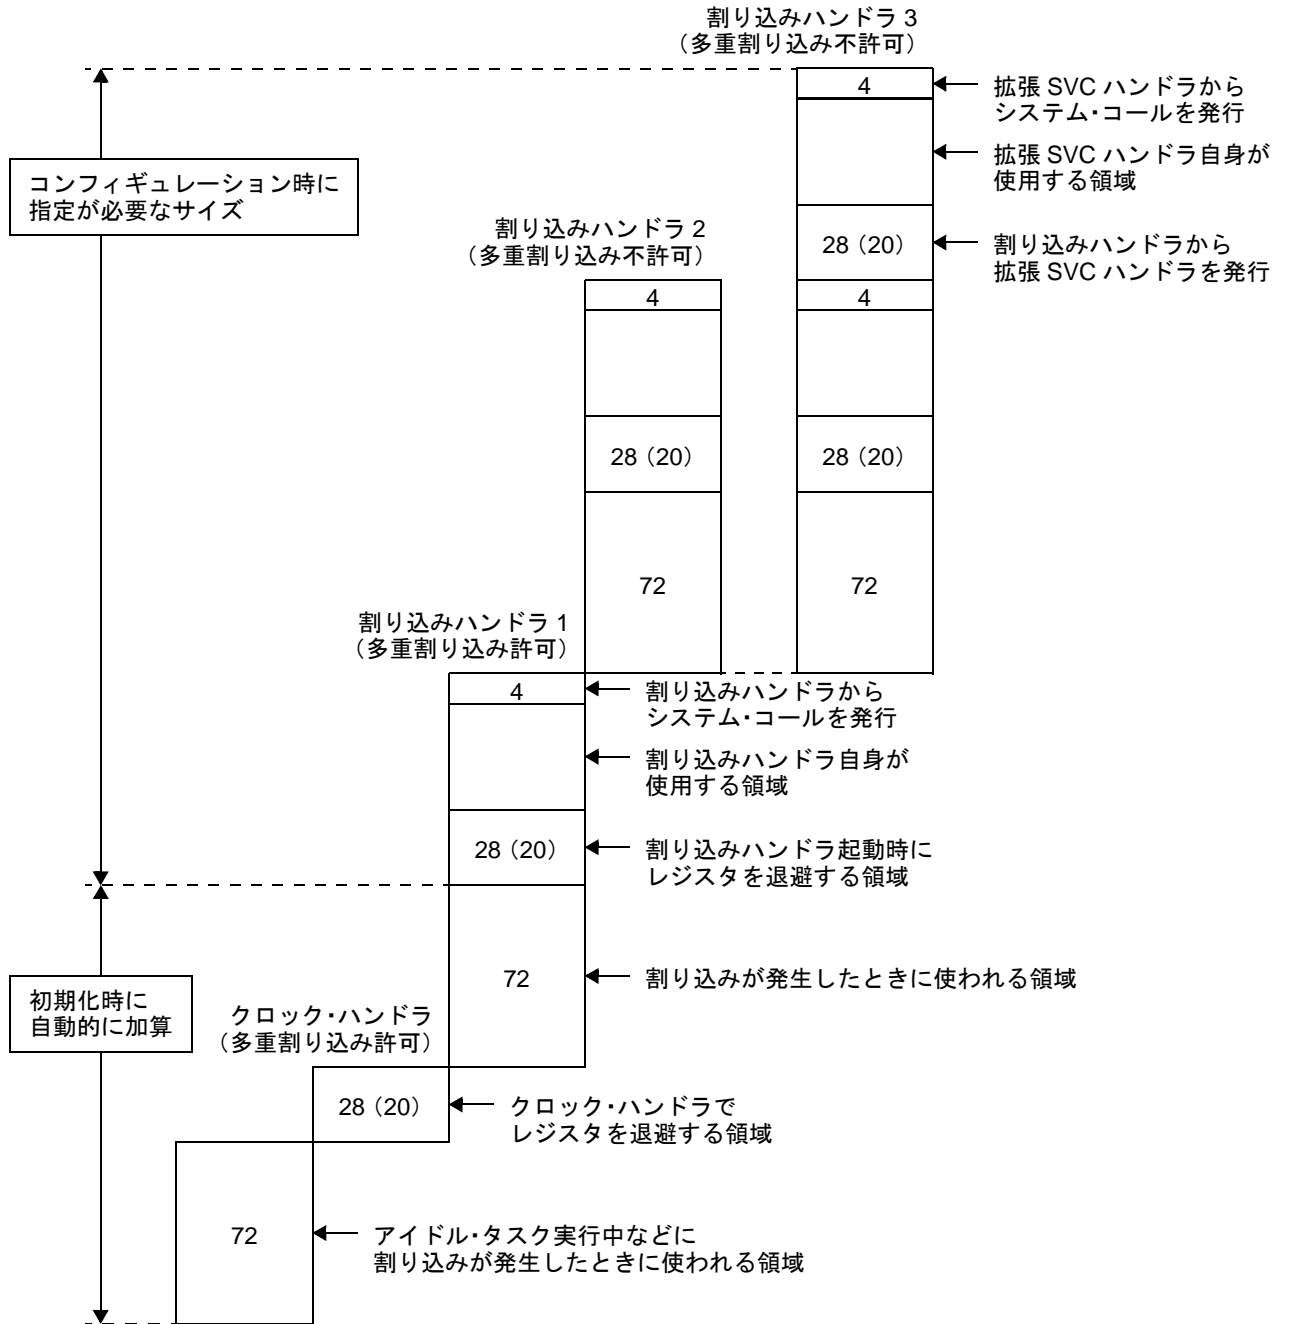 割り込みハンドラ 3
（多重割り込み不許可）
4
拡張 SVC ハンドラから
システム・コールを発行
拡張 SVC ハンドラ自身が
使用する領域
コンフィギュレーション時に
指定が必要なサイズ
割り込みハンドラ 2
（多重割り込み不許可）
28（20）
割り込みハンドラから
拡張 SVC ハンドラを発行
4
4
28（20）
28（20）
72
72
割り込みハンドラ 1
（多重割り込み許可）
4
割り込みハンドラから
システム・コールを発行
割り込みハンドラ自身が
使用する領域
28（20）
割り込みハンドラ起動時に
レジスタを退避する領域
72
割り込みが発生したときに使われる領域
初期化時に
自動的に加算
クロック・ハンドラ
（多重割り込み許可）
28（20）
クロック・ハンドラで
レジスタを退避する領域
72
アイドル・タスク実行中などに
割り込みが発生したときに使われる領域